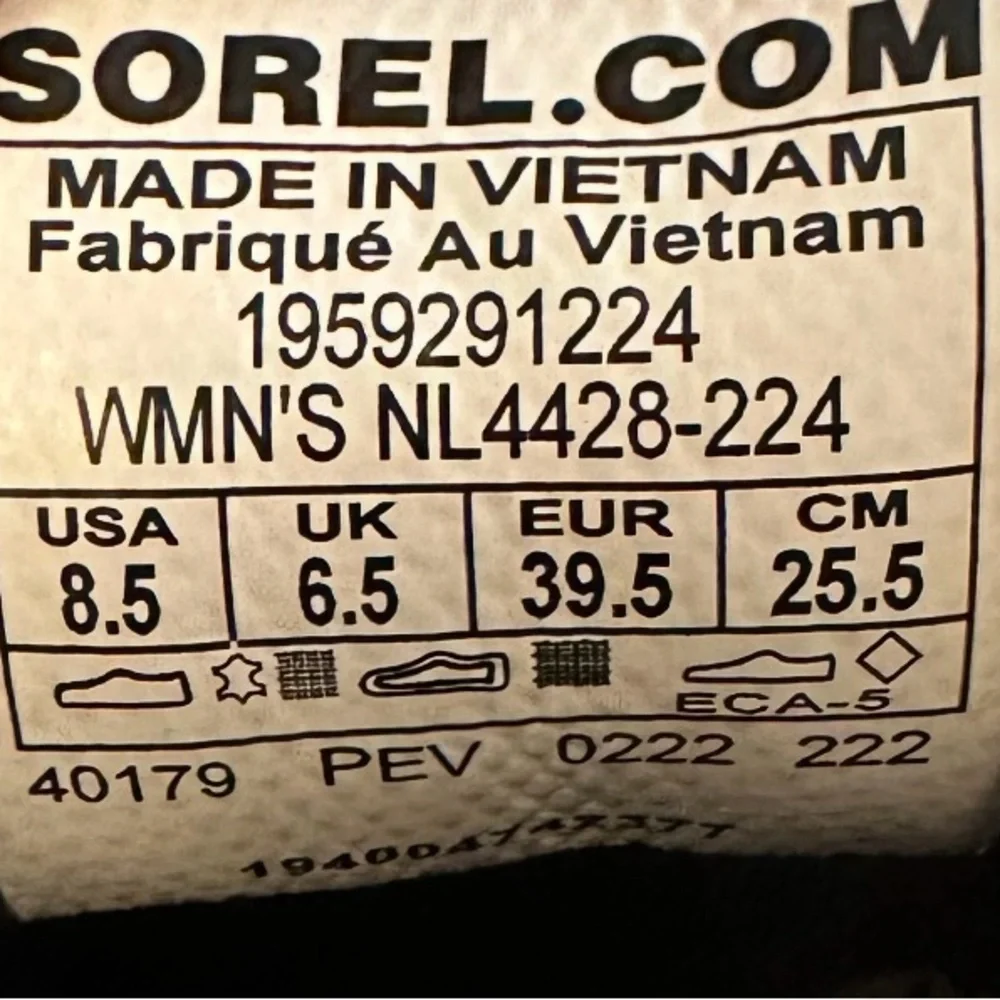 SOREL.COM
MADE IN VIETNAM
Fabriqué Au Vietnam
1959291224
WMN'S NL4428-224
USA UK EUR CM
8.5 6.5 39.5 25.5
ECA-5
40179 PEV 0222 222